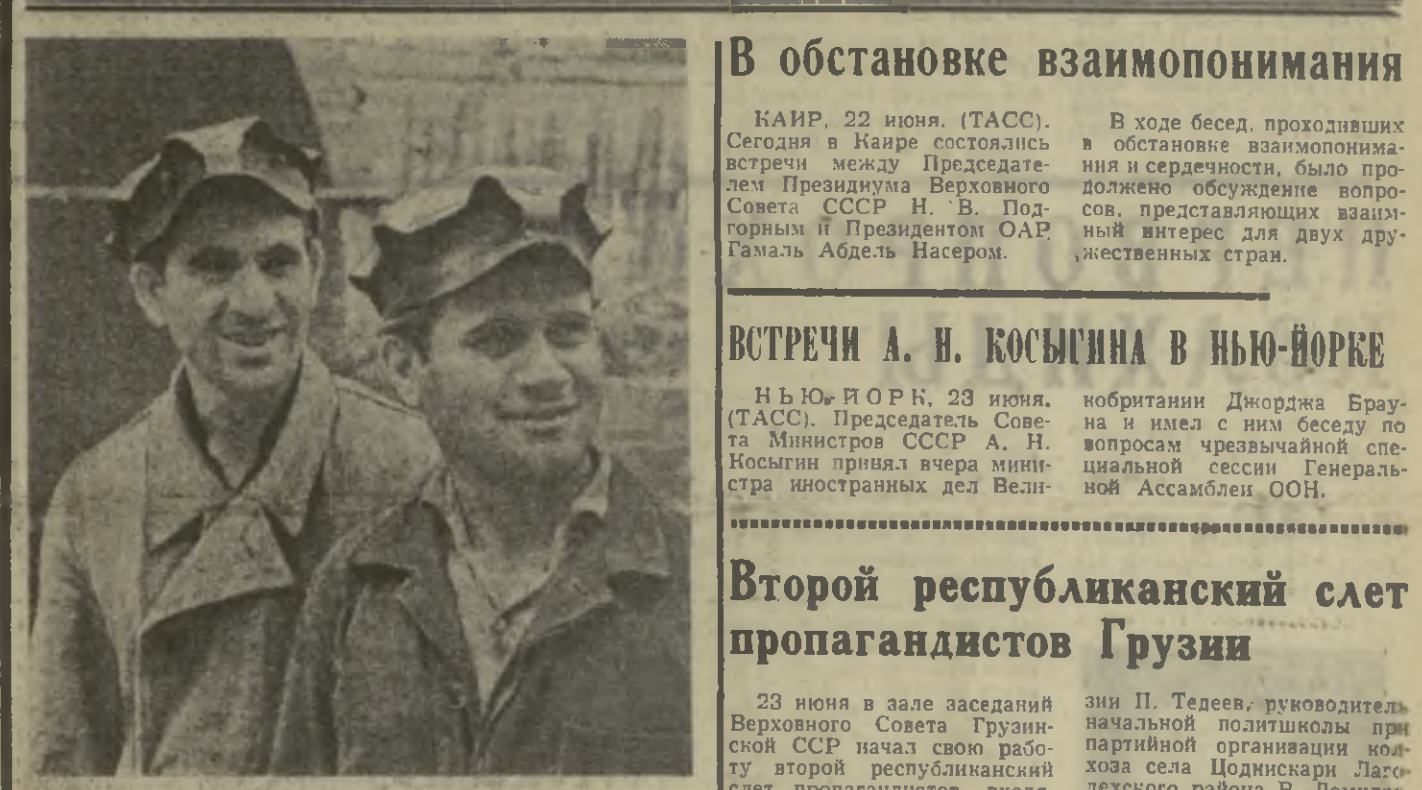 В обстановке взаимопонимания
КАИР, 22 июня. (ТАСС).
Сегодня в Каире состоялись
встречи между Председате-
лем Президиума Верховного
Совета СССР Н. В. Под-
горным и Президентом ОАР
Гамаль Абдель Насером.
В ходе бесед, проходивших
в обстановке взаимопонима-
ния и сердечности, было про-
должено обсуждение вопро-
сов, представляющих взаим-
ный интерес для двух дру-
жественных стран.
ВСТРЕЧИ А. Н. КОСЫГИНА В НЬЮ-ЙОРКЕ
НЬЮ-ЙОРК, 23 июня.
(ТАСС). Председатель Сове-
та Министров СССР А. Н.
Косыгин принял вчера мини-
стра иностранных дел Вели-
кобритании Джорджа Брау-
на и имел с ним беседу по
вопросам чрезвычайной спе-
циальной сессии Генераль-
ной Ассамблеи ООН.
Второй республиканский слет
пропагандистов Грузии
23 июня в зале заседаний
Верховного Совета Грузин-
ской ССР начал свою рабо-
ту второй республиканский
слет пропагандистов
зии П. Тедеев, руководитель
начальной политшколы при
партийной организации кол-
хоза села Цоднискари Лаго-
дехского района